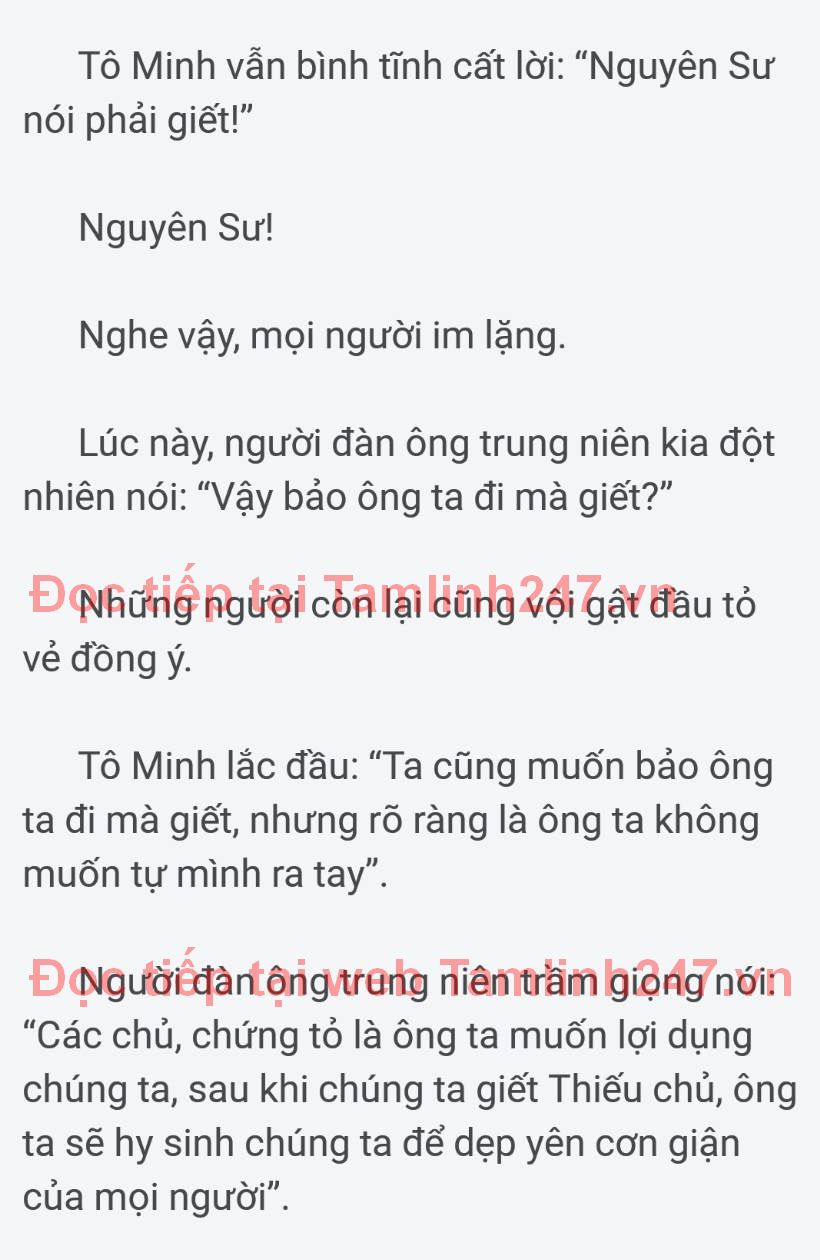 Tô Minh vẫn bình tĩnh cất lời: “Nguyên Sư
nói phải giết!”
Nguyên Sư!
Nghe vậy, mọi người im lặng.
Lúc này, người đàn ông trung niên kia đột
nhiên nói: “Vậy bảo ông ta đi mà giết?”
Đọc tiếp tại Tamlinh247.vn
Những người còn lại cũng vội gật đầu tỏ
vẻ đồng ý.
Tô Minh lắc đầu: “Ta cũng muốn bảo ông
ta đi mà giết, nhưng rõ ràng là ông ta không
muốn tự mình ra tay”.
Đọc tiếp tại web Tamlinh247.vn
Người đàn ông trung niên trầm giọng nói:
“Các chủ, chứng tỏ là ông ta muốn lợi dụng
chúng ta, sau khi chúng ta giết Thiếu chủ, ông
ta sẽ hy sinh chúng ta để dẹp yên cơn giận
của mọi người”.